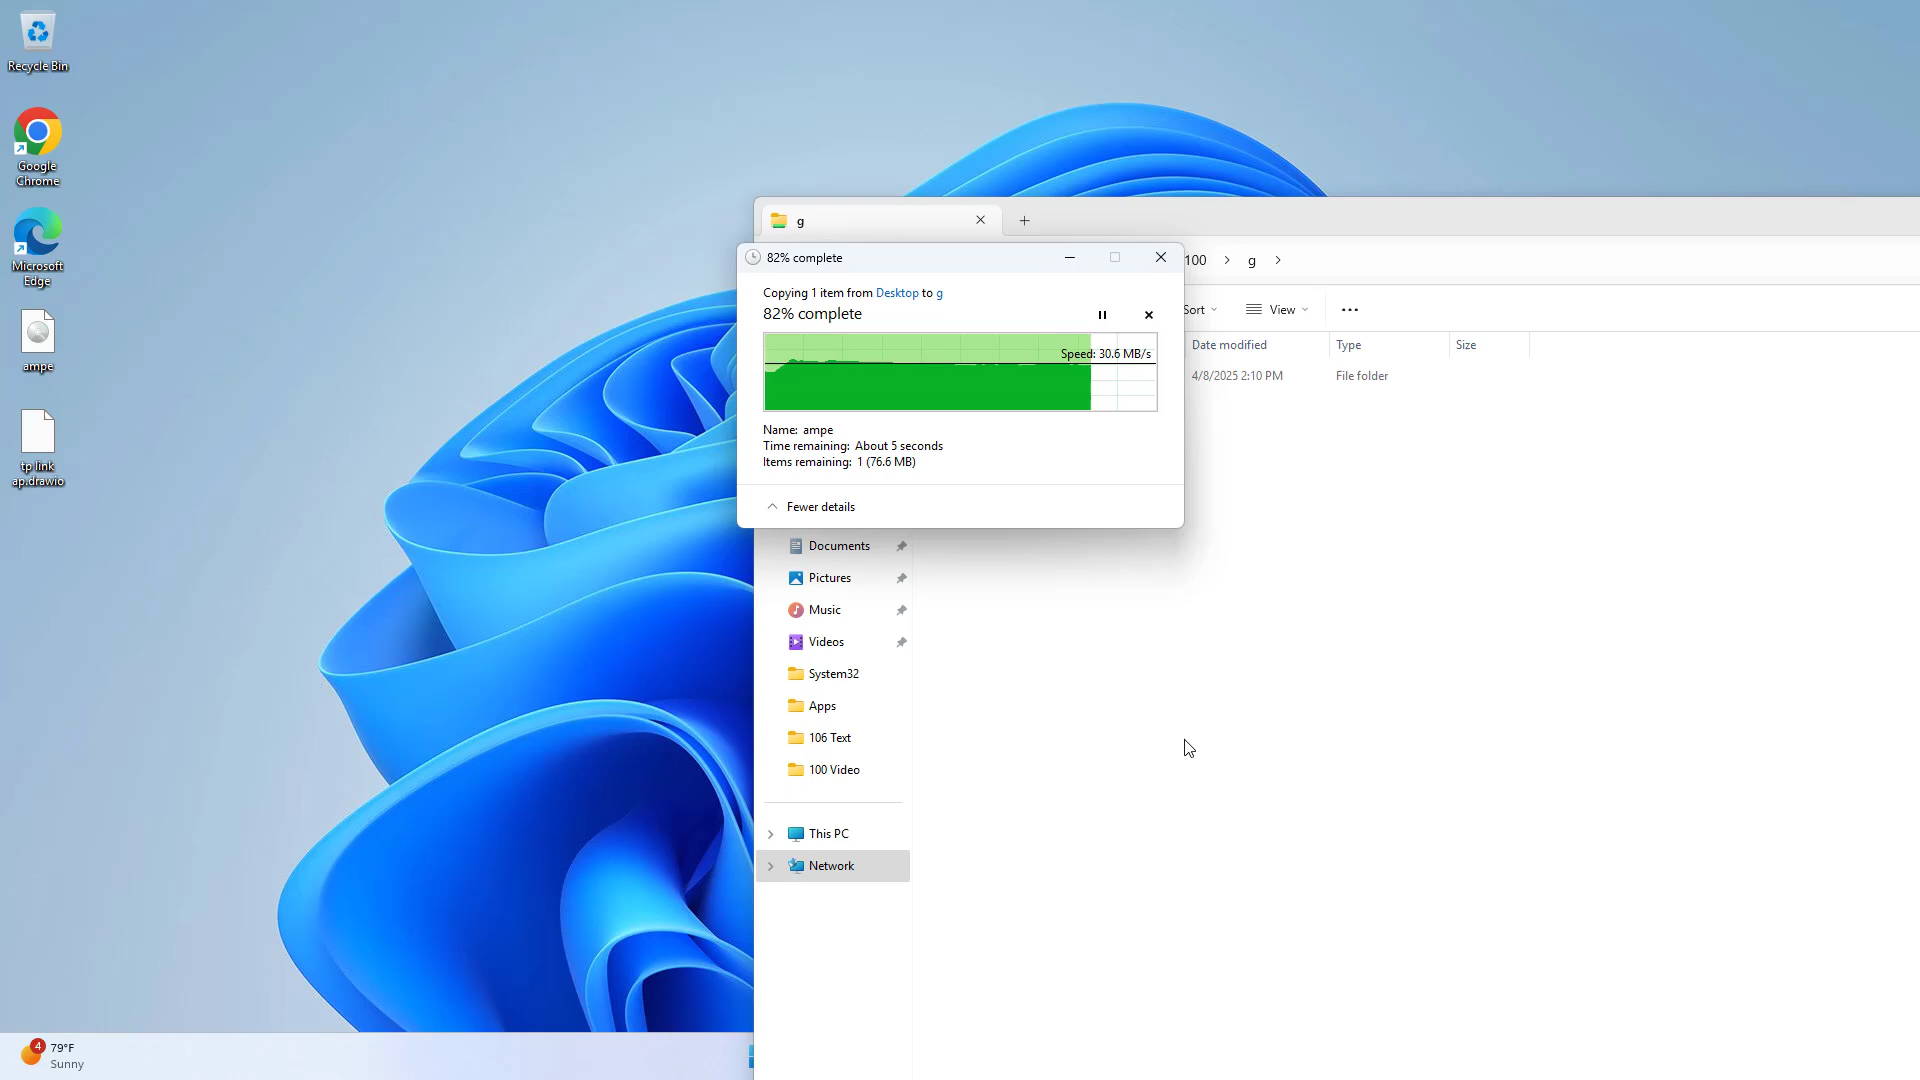 Recycle Bin
Google
Chrome
Microsoft
Edge
ampe
tp link
ap.drawio
g
100 > g >
82% complete
Copying 1 item from Desktop to g
82% complete
Speed: 30.6 MB/s
Name: ampe
Time remaining: About 5 seconds
Items remaining: 1 (76.6 MB)
Fewer details
Sort
View
Date modified
Type
Size
4/8/2025 2:10 PM
File folder
Documents
Pictures
Music
Videos
System32
Apps
106 Text
100 Video
This PC
Network
4
79°F
Sunny